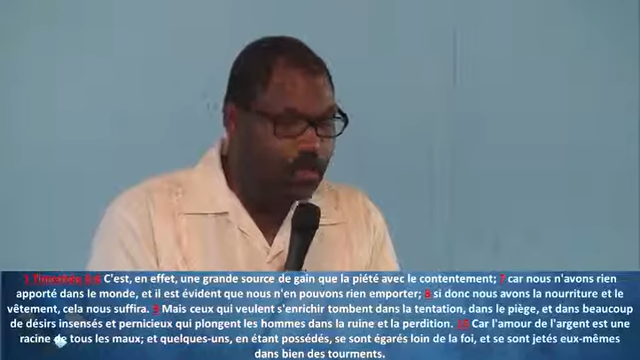 1 Timothée 6:6 C'est, en effet, une grande source de gain que la piété avec le contentement; 7 car nous n'avons rien
apporté dans le monde, et il est évident que nous n'en pouvons rien emporter; 8 si donc nous avons la nourriture et le
vêtement, cela nous suffira. 9 Mais ceux qui veulent s'enrichir tombent dans la tentation, dans le piège, et dans beaucoup
de désirs insensés et pernicieux qui plongent les hommes dans la ruine et la perdition. 10 Car l'amour de l'argent est une
racine de tous les maux; et quelques-uns, en étant possédés, se sont égarés loin de la foi, et se sont jetés eux-mêmes
dans bien des tourments.